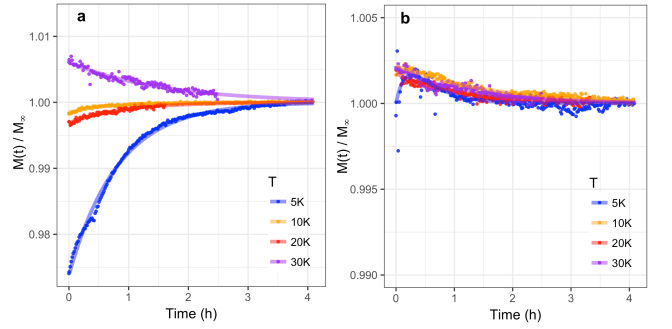 a
M(t) / M∞
1.01
1.00
0.99
0.98
0
1
2
3
4
Time (h)
T
5K
10K
20K
30K
b
M(t) / M∞
1.005
1.000
0.995
0.990
0
1
2
3
4
Time (h)
T
5K
10K
20K
30K